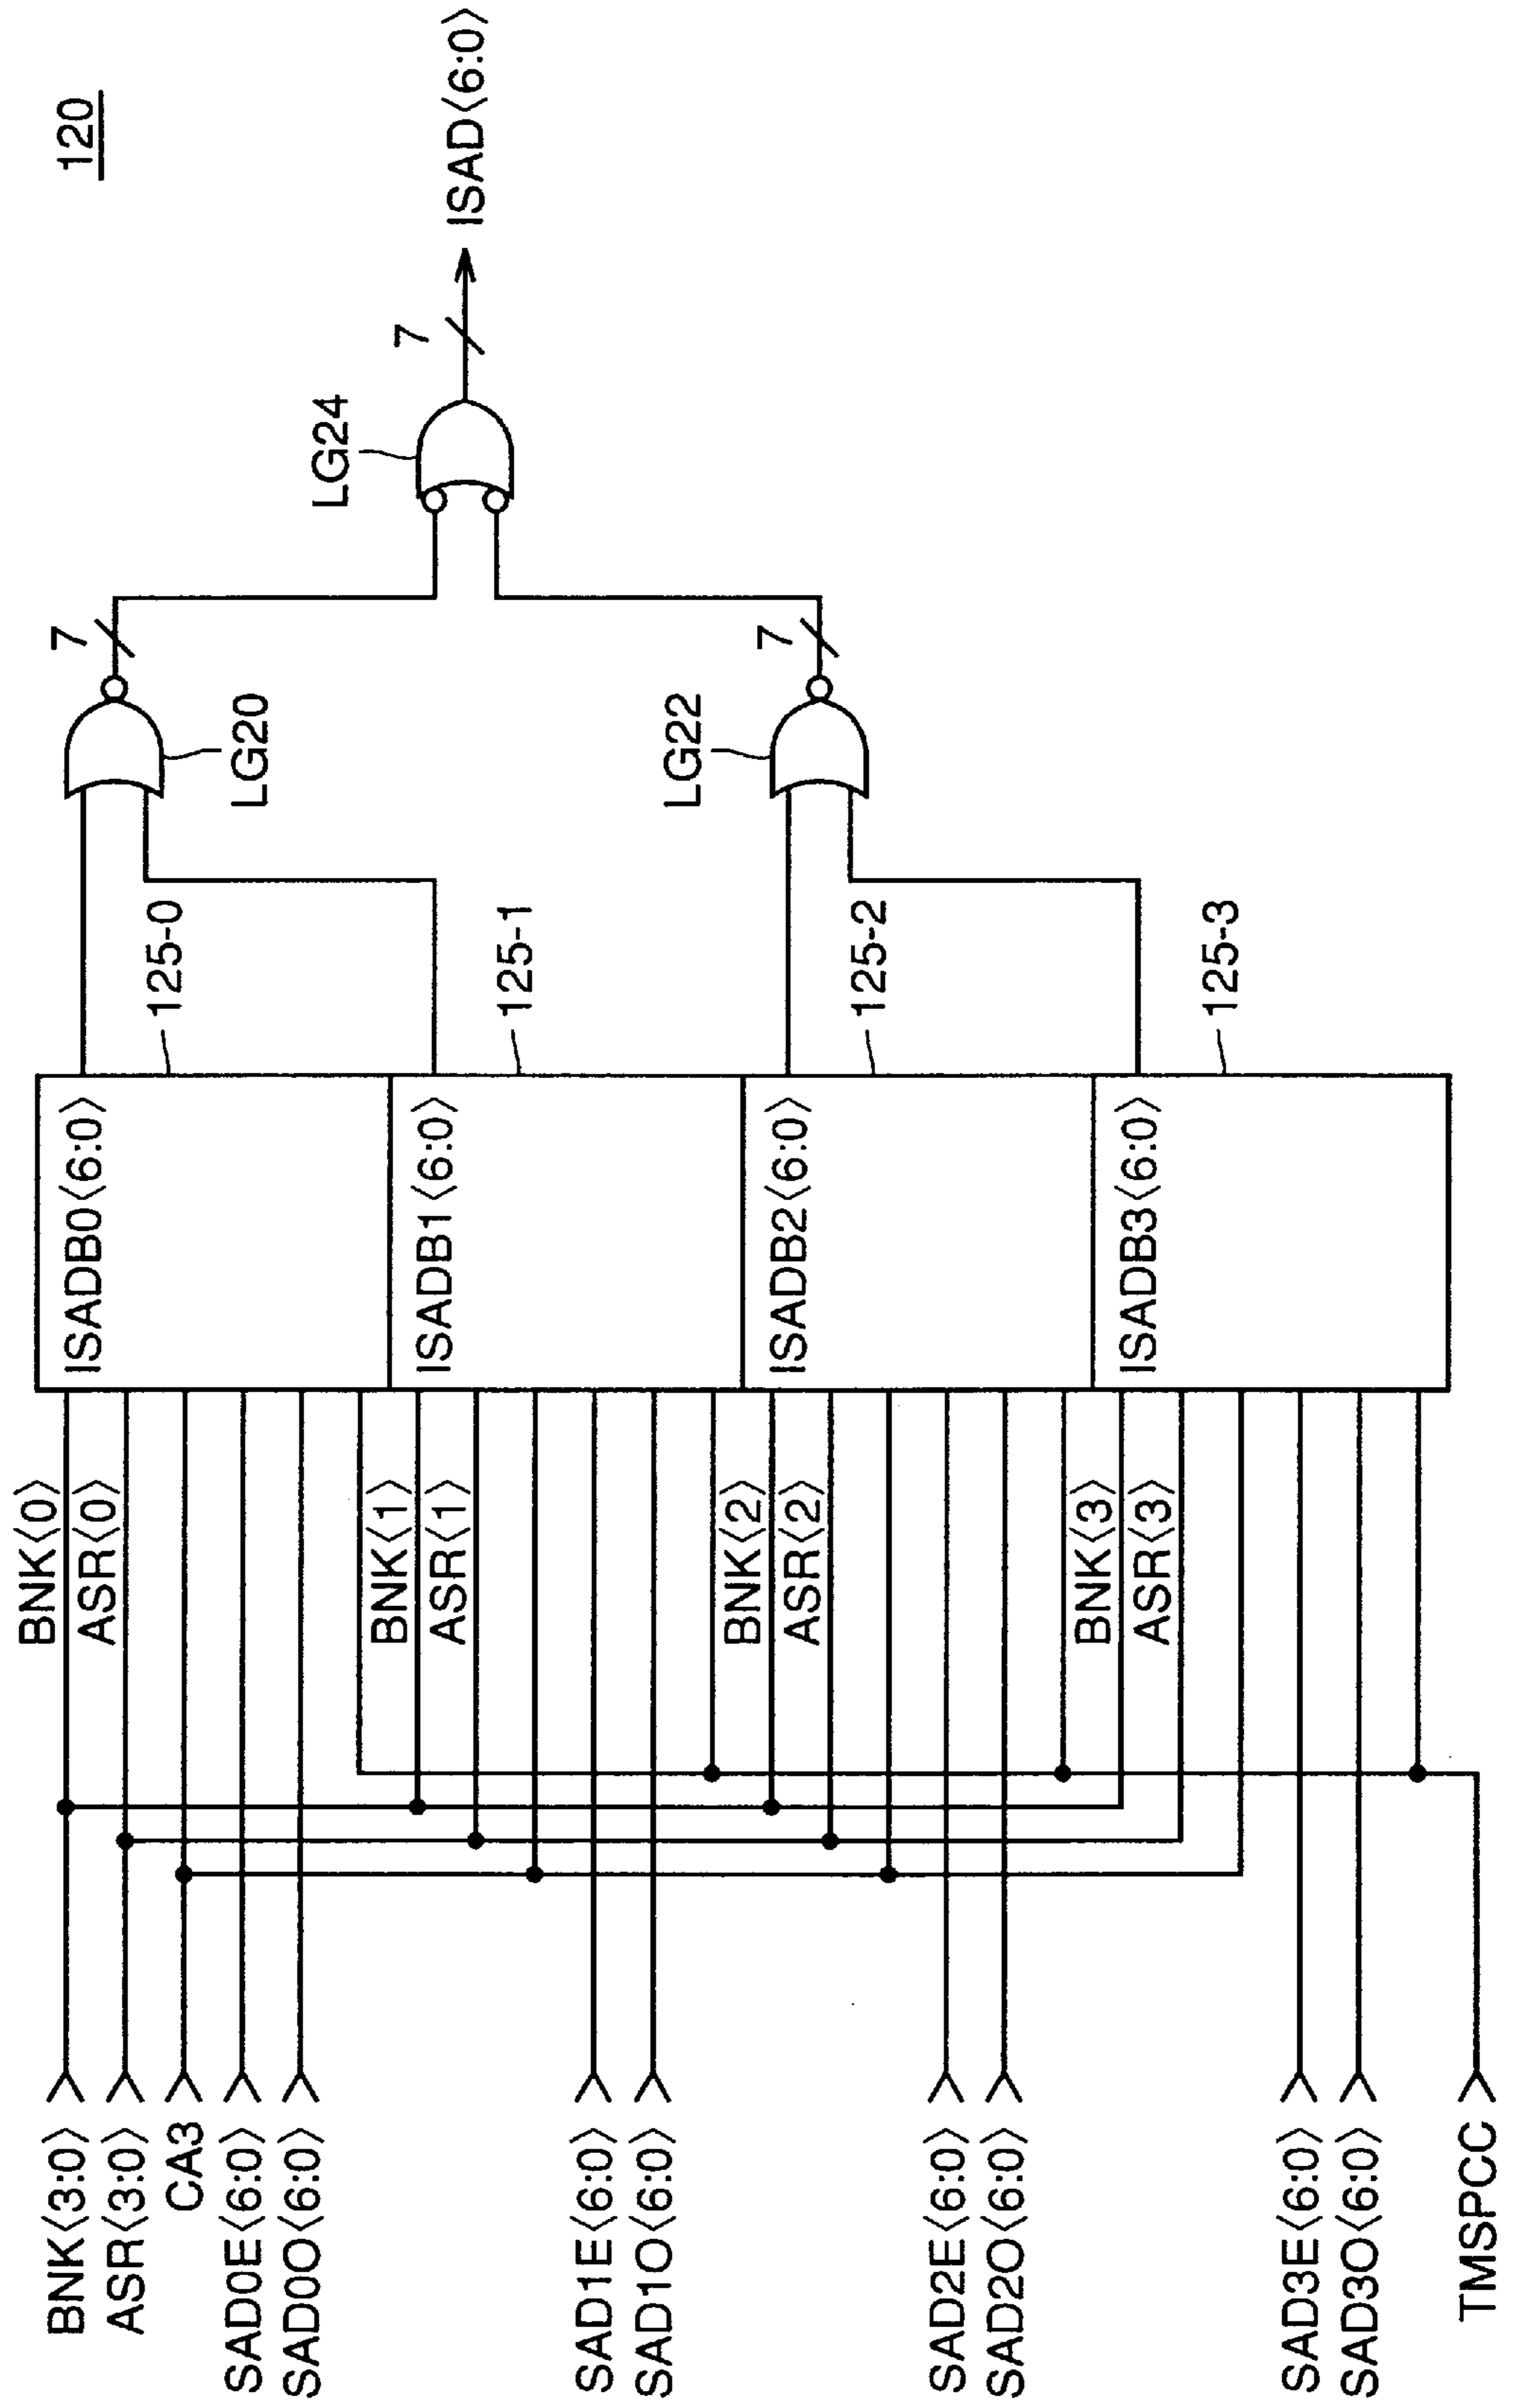 120
BNK<3:0>
ASR<3:0>
CA3
SAD0E<6:0>
SAD0O<6:0>
SAD1E<6:0>
SAD1O<6:0>
SAD2E<6:0>
SAD2O<6:0>
SAD3E<6:0>
SAD3O<6:0>
TMSPCC
BNK<0>
ASR<0>
BNK<1>
ASR<1>
BNK<2>
ASR<2>
BNK<3>
ASR<3>
ISADB0<6:0>
ISADB1<6:0>
ISADB2<6:0>
ISADB3<6:0>
125-0
125-1
125-2
125-3
LG20
7
LG22
7
LG24
7
ISAD<6:0>